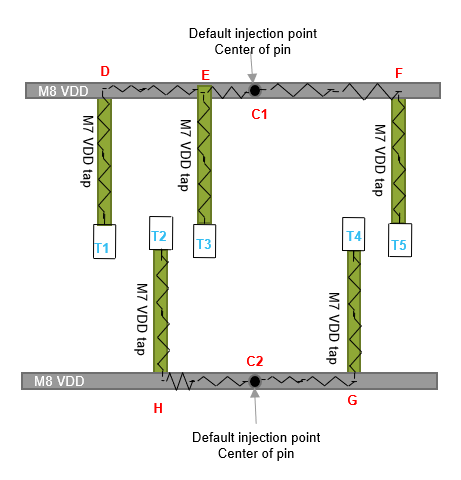 Default injection point
Center of pin
D
E
F
M8 VDD
C1
M7 VDD tap
M7 VDD tap
M7 VDD tap
T1
T2
T3
T4
T5
M7 VDD tap
M7 VDD tap
C2
M8 VDD
H
G
Default injection point
Center of pin